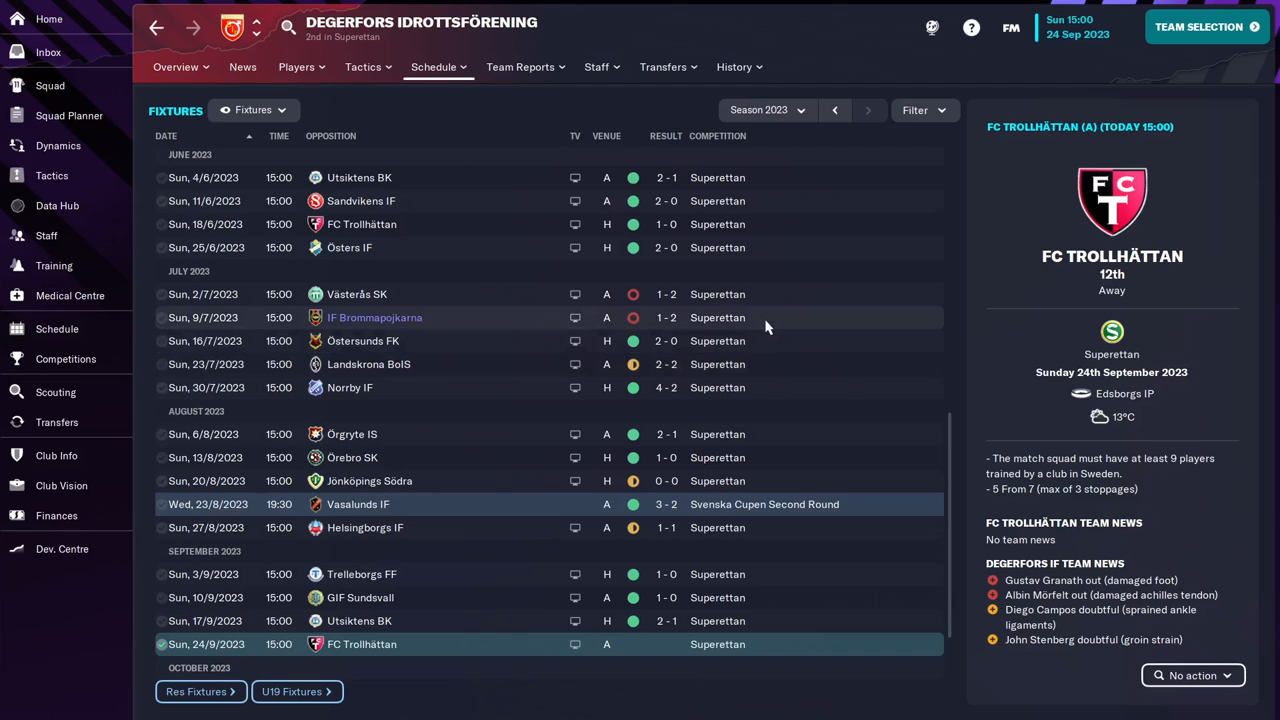 Home
Inbox
Squad
Squad Planner
Dynamics
Tactics
Data Hub
Staff
Training
Medical Centre
Schedule
Competitions
Scouting
Transfers
Club Info
Club Vision
Finances
Dev. Centre
DEGERFORS IDROTTSFÖRENING
2nd in Superettan
FM
Sun 15:00
24 Sep 2023
TEAM SELECTION
Overview News Players Tactics Schedule Team Reports Staff Transfers History
FIXTURES Fixtures Season 2023 Filter
DATE TIME OPPOSITION TV VENUE RESULT COMPETITION
JUNE 2023
Sun, 4/6/2023 15:00 Utsiktens BK A 2 - 1 Superettan
Sun, 11/6/2023 15:00 Sandvikens IF A 2 - 0 Superettan
Sun, 18/6/2023 15:00 FC Trollhättan H 1 - 0 Superettan
Sun, 25/6/2023 15:00 Östers IF H 2 - 0 Superettan
JULY 2023
Sun, 2/7/2023 15:00 Västerås SK A 1 - 2 Superettan
Sun, 9/7/2023 15:00 IF Brommapojkarna A 1 - 2 Superettan
Sun, 16/7/2023 15:00 Östersunds FK H 2 - 0 Superettan
Sun, 23/7/2023 15:00 Landskrona BoIS A 2 - 2 Superettan
Sun, 30/7/2023 15:00 Norrby IF H 4 - 2 Superettan
AUGUST 2023
Sun, 6/8/2023 15:00 Örgryte IS A 2 - 1 Superettan
Sun, 13/8/2023 15:00 Örebro SK H 1 - 0 Superettan
Sun, 20/8/2023 15:00 Jönköpings Södra H 0 - 0 Superettan
Wed, 23/8/2023 19:30 Vasalunds IF A 3 - 2 Svenska Cupen Second Round
Sun, 27/8/2023 15:00 Helsingborgs IF A 1 - 1 Superettan
SEPTEMBER 2023
Sun, 3/9/2023 15:00 Trelleborgs FF H 1 - 0 Superettan
Sun, 10/9/2023 15:00 GIF Sundsvall A 1 - 0 Superettan
Sun, 17/9/2023 15:00 Utsiktens BK H 2 - 1 Superettan
Sun, 24/9/2023 15:00 FC Trollhättan A Superettan
OCTOBER 2023
Res Fixtures U19 Fixtures
FC TROLLHÄTTAN (A) (TODAY 15:00)
FCT
FC TROLLHÄTTAN
12th
Away
S
Superettan
Sunday 24th September 2023
Edsborgs IP
13°C
- The match squad must have at least 9 players
trained by a club in Sweden.
- 5 From 7 (max of 3 stoppages)
FC TROLLHÄTTAN TEAM NEWS
No team news
DEGERFORS IF TEAM NEWS
Gustav Granath out (damaged foot)
Albin Mörfelt out (damaged achilles tendon)
Diego Campos doubtful (sprained ankle
ligaments)
John Stenberg doubtful (groin strain)
No action